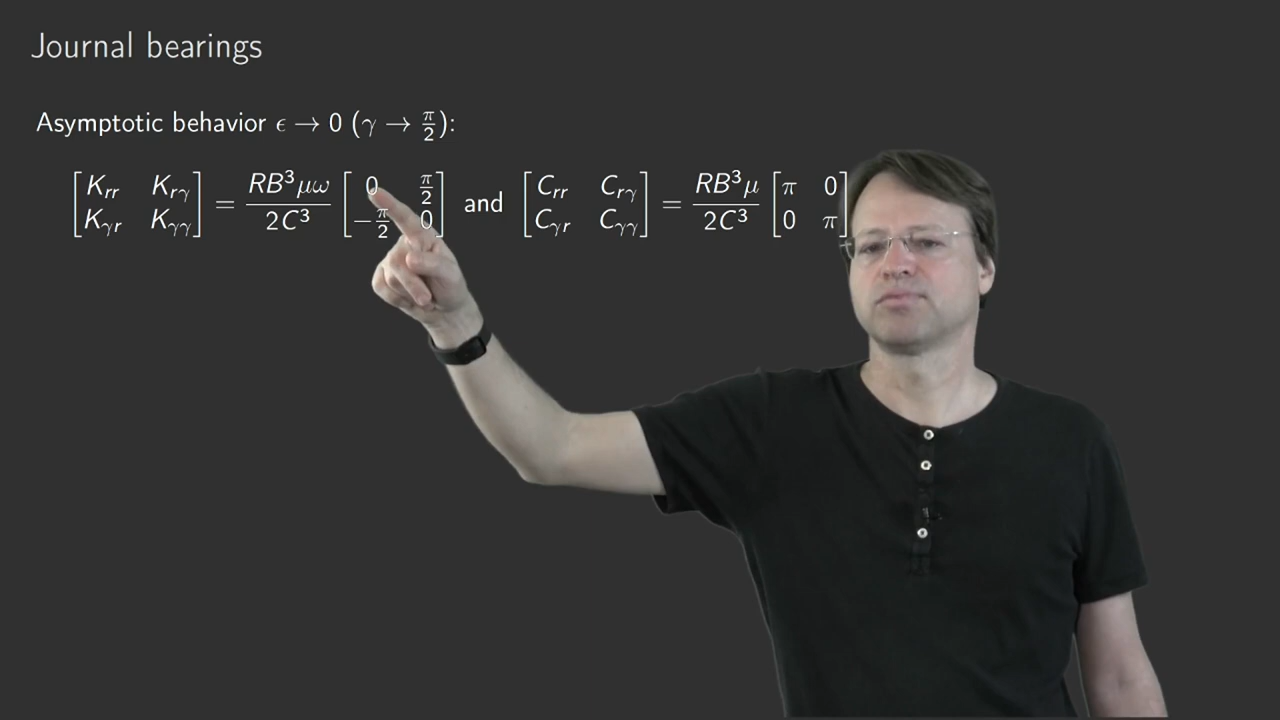 Journal bearings
Asymptotic behavior ϵ → 0 (γ → π/2):
[K_rr K_rγ; K_γr K_γγ] = RB³μω / 2C³ [0 π/2; −π/2 0] and [C_rr C_rγ; C_γr C_γγ] = RB³μ / 2C³ [π 0; 0 π]